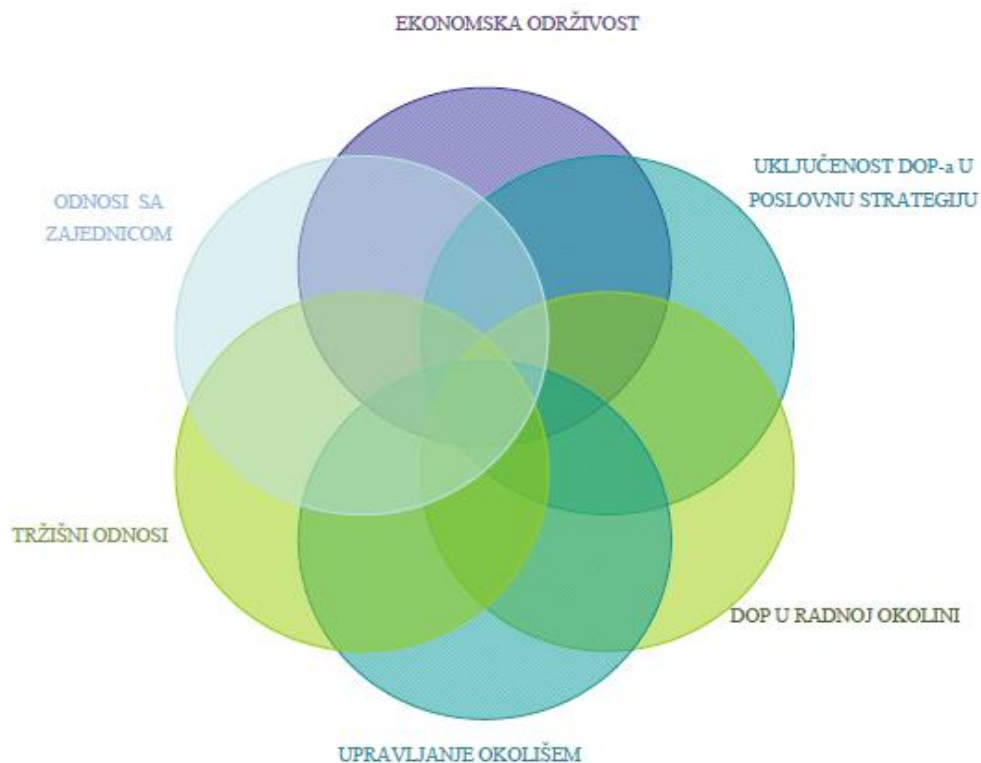 EKONOMSKA ODRŽIVOST
UKLJUČENOST DOP-a U
POSLOVNU STRATEGIJU
ODNOSI SA
ZAJEDNICOM
TRŽIŠNI ODNOSI
DOP U RADNOJ OKOLINI
UPRAVLJANJE OKOLIŠEM